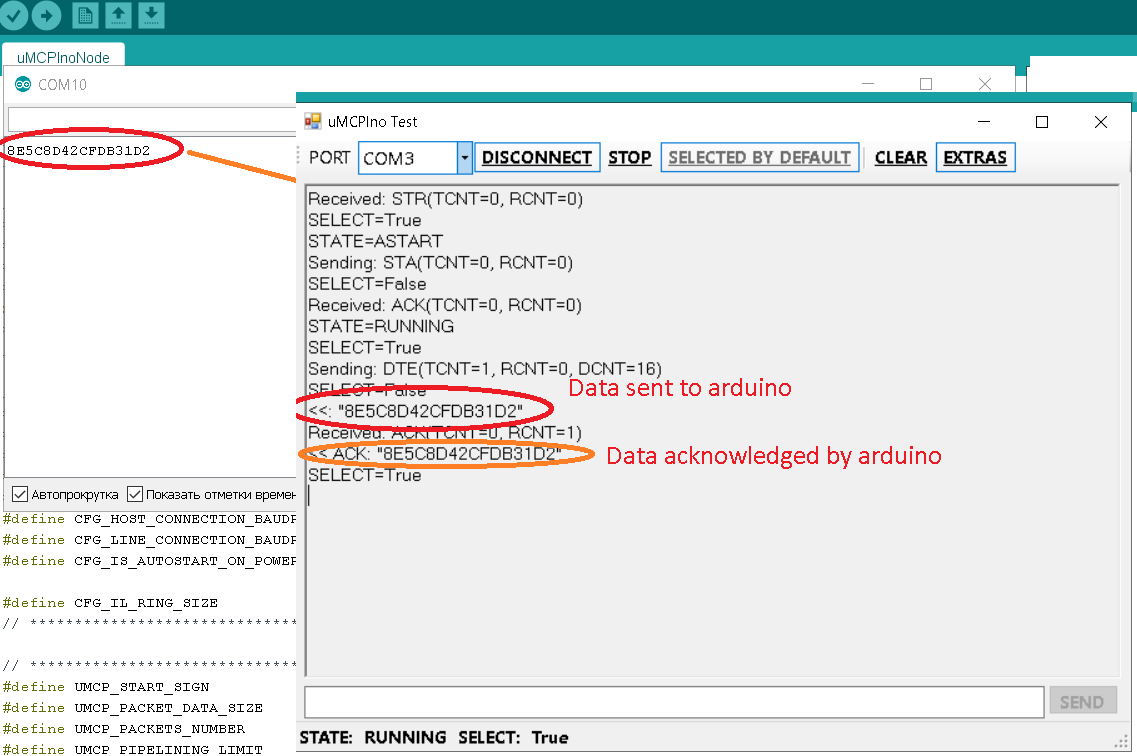 uMCPInoNode
COM10
8E5C8D42CFDB31D2
Автопрокрутка Показать отметки времен
#define CFG_HOST_CONNECTION_BAUDR
#define CFG_LINE_CONNECTION_BAUDR
#define CFG_IS_AUTOSTART_ON_POWER
#define CFG_IL_RING_SIZE
// ******************************
// ******************************
#define UMCP_START_SIGN
#define UMCP_PACKET_DATA_SIZE
#define UMCP_PACKETS_NUMBER
#define UMCP_PIPELINING_LIMIT
uMCPIno Test
PORT COM3 DISCONNECT STOP SELECTED BY DEFAULT CLEAR EXTRAS
Received: STR(TCNT=0, RCNT=0)
SELECT=True
STATE=ASTART
Sending: STA(TCNT=0, RCNT=0)
SELECT=False
Received: ACK(TCNT=0, RCNT=0)
STATE=RUNNING
SELECT=True
Sending: DTE(TCNT=1, RCNT=0, DCNT=16)
SELECT=False
Data sent to arduino
<<: "8E5C8D42CFDB31D2"
Received: ACK(TCNT=0, RCNT=1)
<< ACK: "8E5C8D42CFDB31D2"
Data acknowledged by arduino
SELECT=True
SEND
STATE: RUNNING SELECT: True